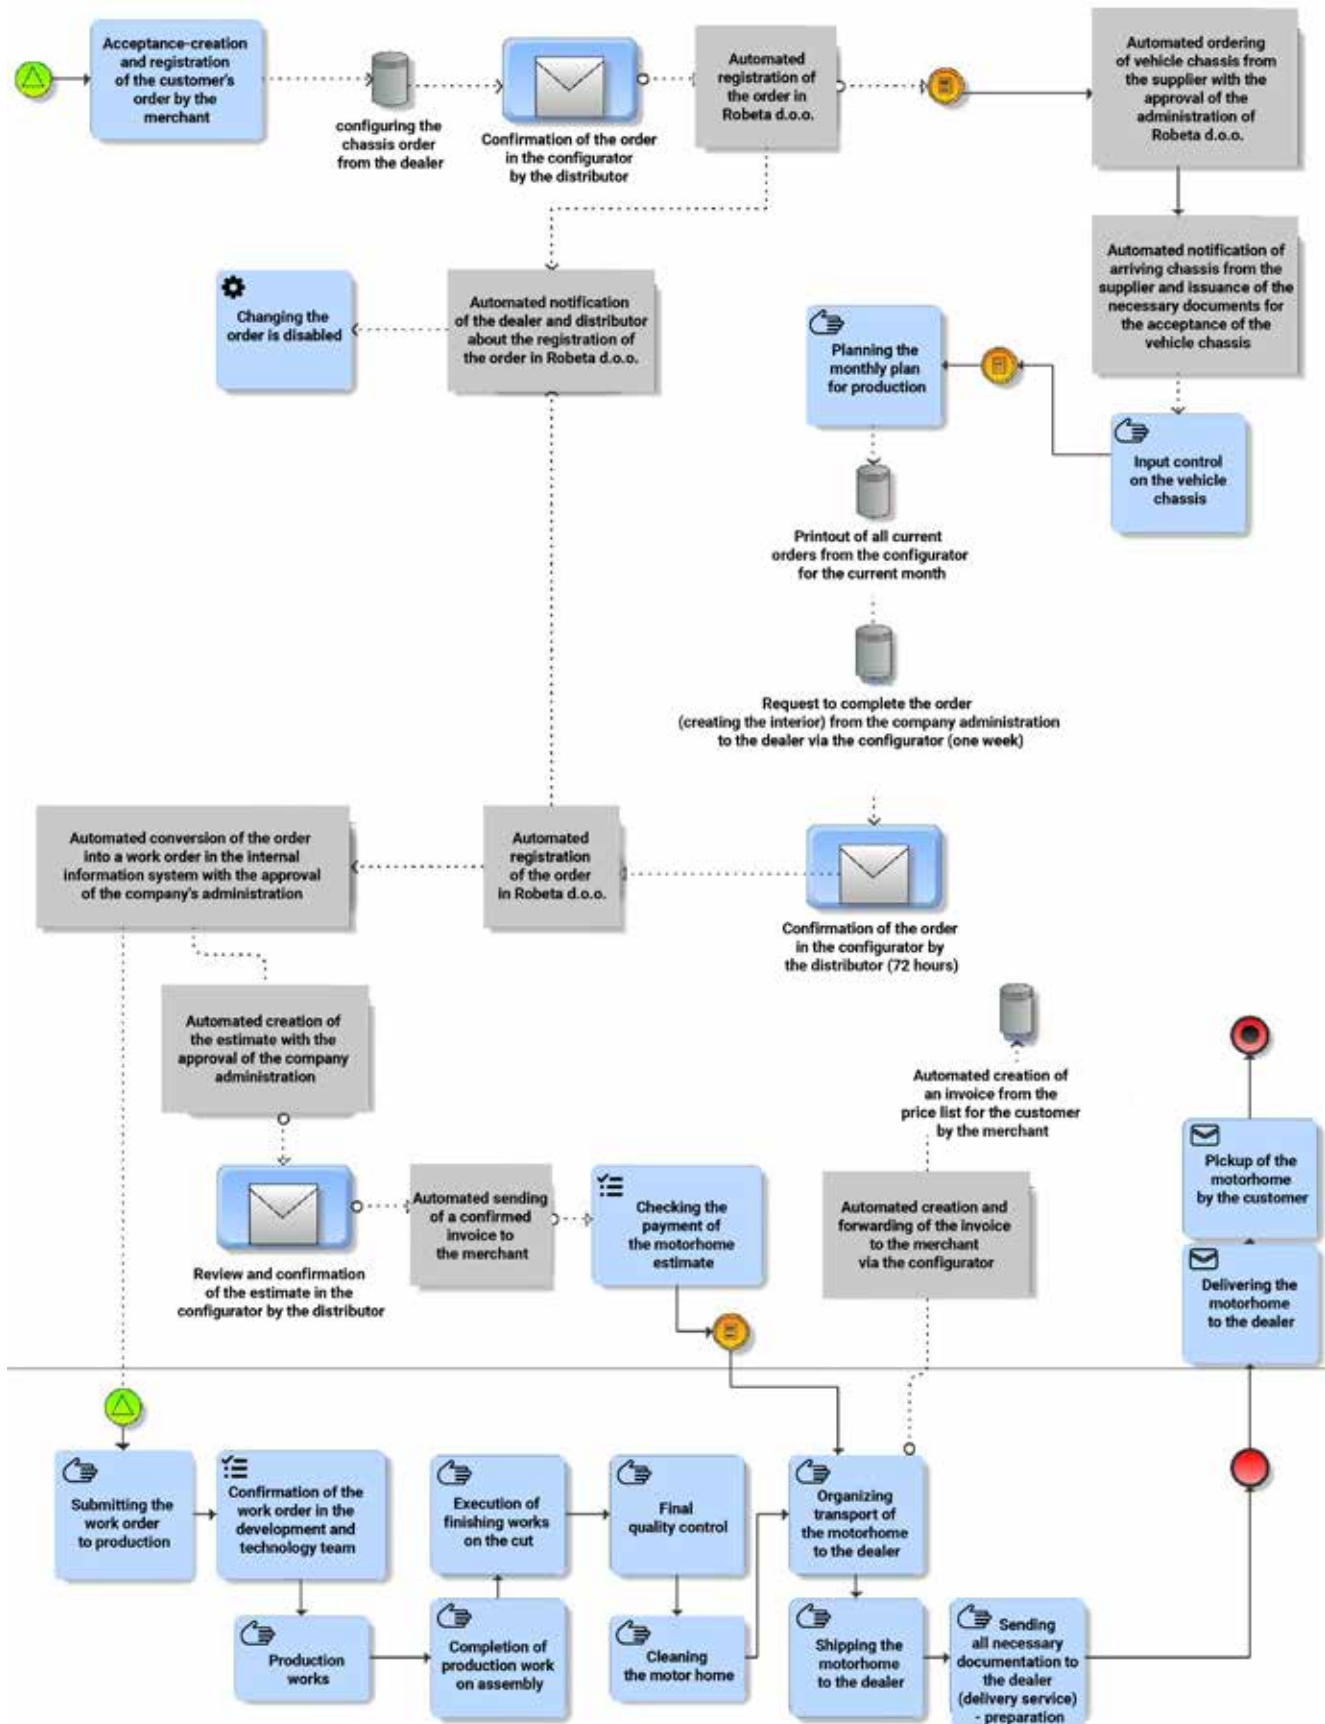 Acceptance-creation
and registration
of the customer's
order by the
merchant
configuring the
chassis order
from the dealer
Confirmation of the order
in the configurator
by the distributor
Automated
registration of
the order in
Robeta d.o.o.
Automated ordering
of vehicle chassis from
the supplier with the
approval of the
administration of
Robeta d.o.o.
Automated notification of
arriving chassis from the
supplier and issuance of the
necessary documents for
the acceptance of the
vehicle chassis
Changing the
order is disabled
Automated notification
of the dealer and distributor
about the registration of
the order in Robeta d.o.o.
Planning the
monthly plan
for production
Input control
on the vehicle
chassis
Printout of all current
orders from the configurator
for the current month
Request to complete the order
(creating the interior) from the company administration
to the dealer via the configurator (one week)
Automated conversion of the order
into a work order in the internal
information system with the approval
of the company's administration
Automated
registration
of the order
in Robeta d.o.o.
Confirmation of the order
in the configurator by
the distributor (72 hours)
Automated creation of
the estimate with the
approval of the company
administration
Automated creation of
an invoice from the
price list for the customer
by the merchant
Review and confirmation
of the estimate in the
configurator by the distributor
Automated sending
of a confirmed
invoice to
the merchant
Checking the
payment of
the motorhome
estimate
Automated creation and
forwarding of the invoice
to the merchant
via the configurator
Pickup of the
motorhome
by the customer
Delivering the
motorhome
to the dealer
Submitting the
work order
to production
Confirmation of the
work order in the
development and
technology team
Execution of
finishing works
on the cut
Final
quality control
Organizing
transport of
the motorhome
to the dealer
Production
works
Completion of
production work
on assembly
Cleaning
the motor home
Shipping the
motorhome
to the dealer
Sending
all necessary
documentation to
the dealer
(delivery service)
- preparation